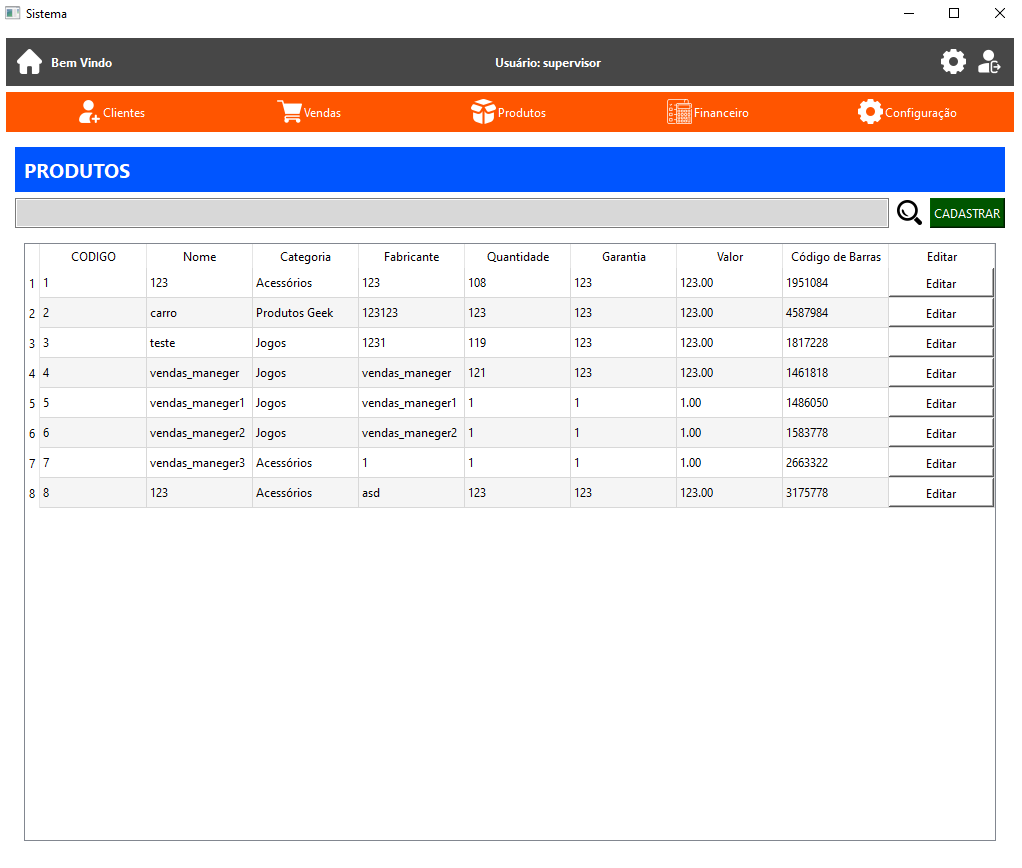 Sistema
Bem Vindo Usuário: supervisor
Clientes Vendas Produtos Financeiro Configuração
PRODUTOS
CADASTRAR
CODIGO Nome Categoria Fabricante Quantidade Garantia Valor Código de Barras Editar
1 1 123 Acessórios 123 108 123 123.00 1951084 Editar
2 2 carro Produtos Geek 123123 123 123 123.00 4587984 Editar
3 3 teste Jogos 1231 119 123 123.00 1817228 Editar
4 4 vendas_maneger Jogos vendas_maneger 121 123 123.00 1461818 Editar
5 5 vendas_maneger1 Jogos vendas_maneger1 1 1 1.00 1486050 Editar
6 6 vendas_maneger2 Jogos vendas_maneger2 1 1 1.00 1583778 Editar
7 7 vendas_maneger3 Acessórios 1 1 1 1.00 2663322 Editar
8 8 123 Acessórios asd 123 123 123.00 3175778 Editar